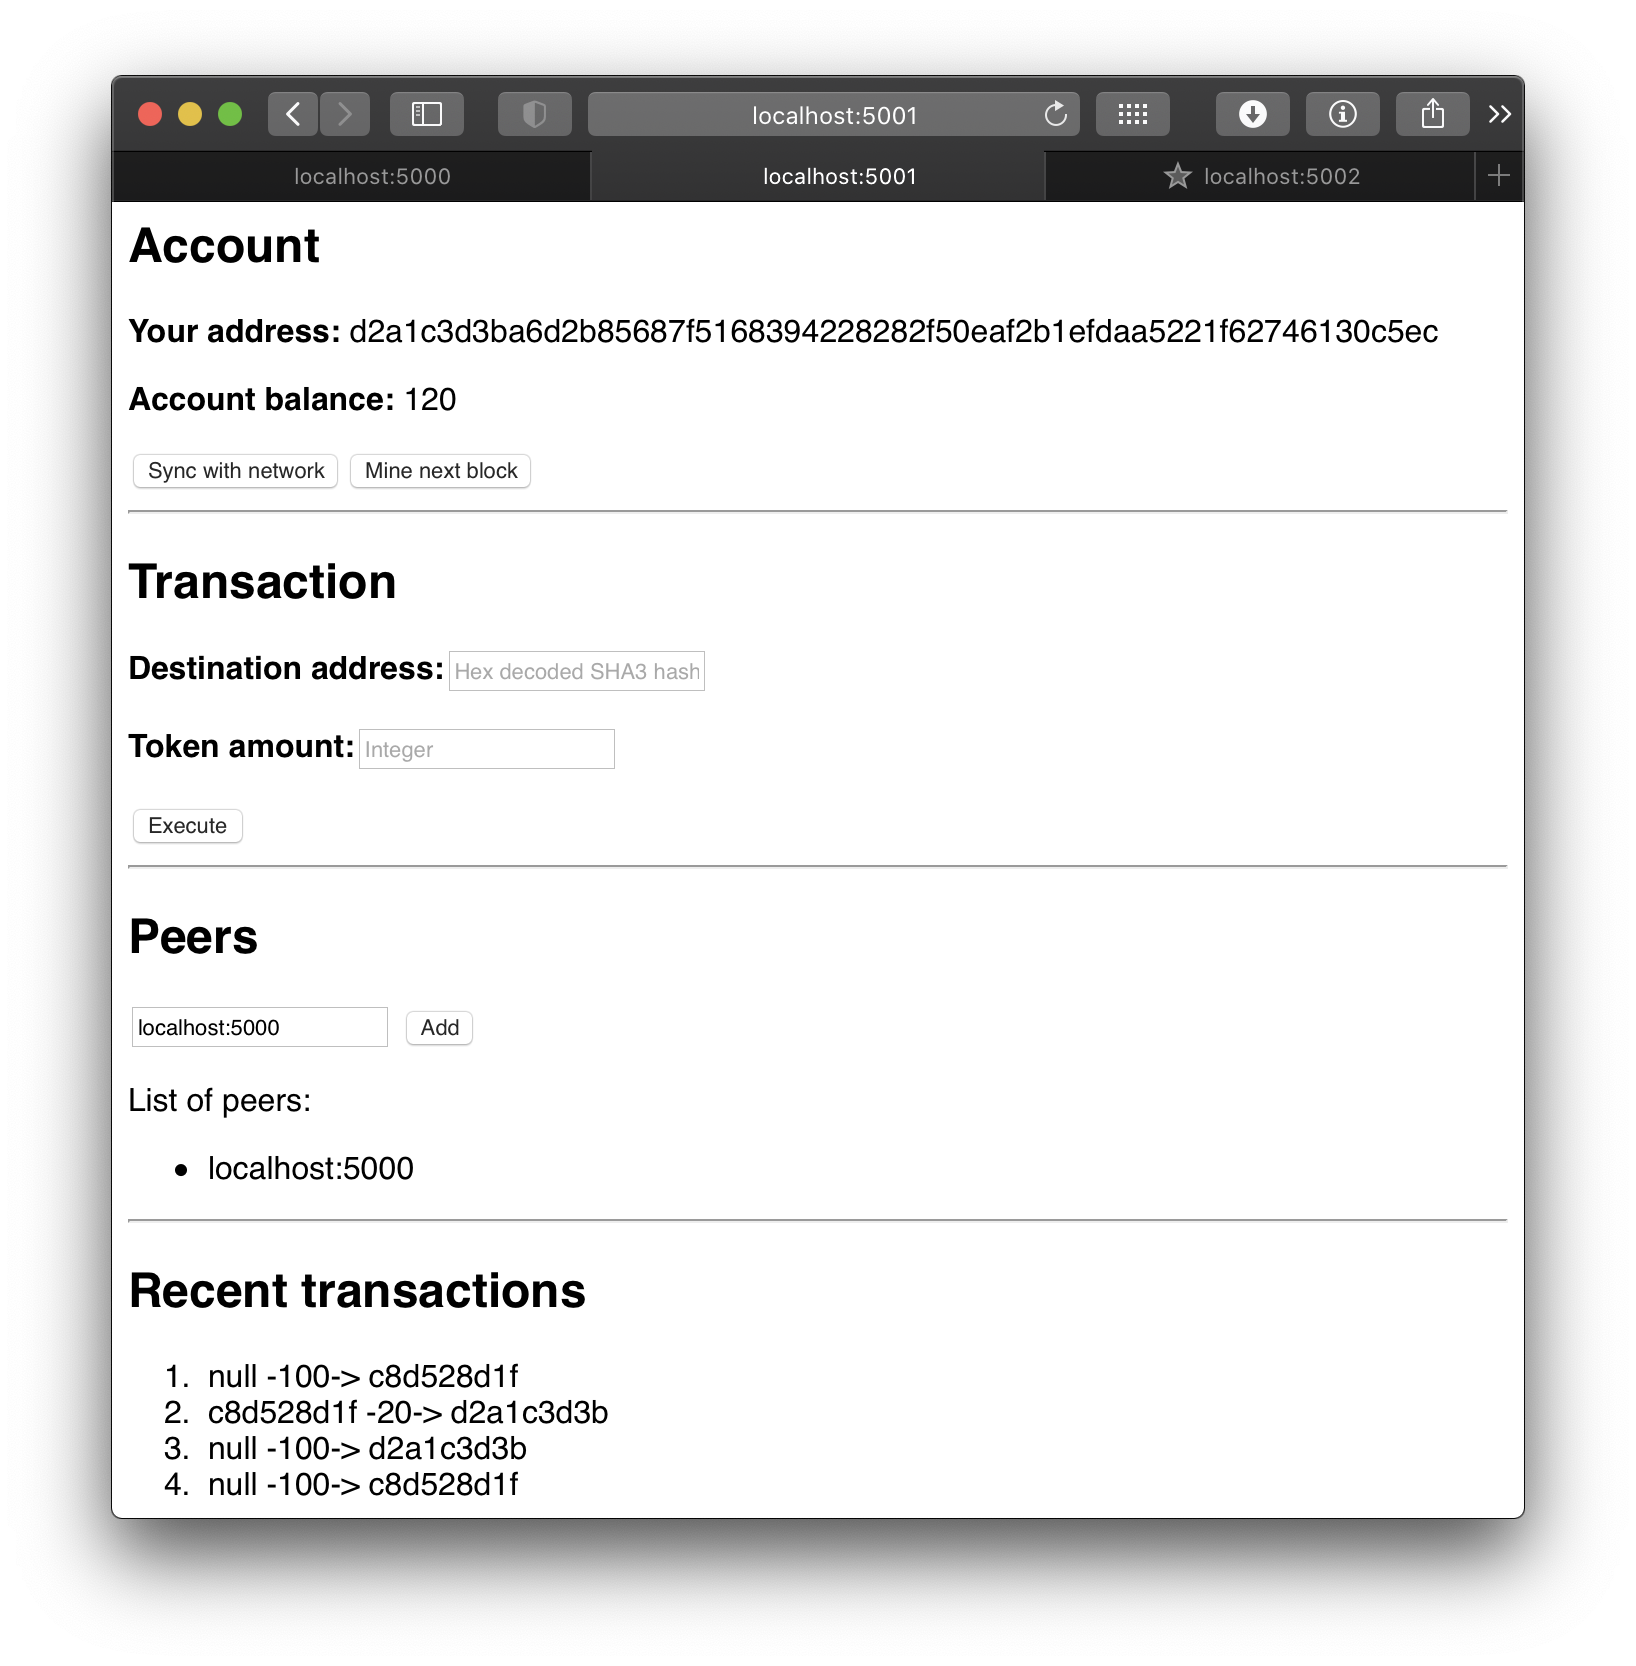 localhost:5001
localhost:5000
localhost:5001
localhost:5002
Account
Your address: d2a1c3d3ba6d2b85687f5168394228282f50eaf2b1efdaa5221f62746130c5ec
Account balance: 120
Sync with network Mine next block
Transaction
Destination address: Hex decoded SHA3 hash
Token amount: Integer
Execute
Peers
localhost:5000 Add
List of peers:
• localhost:5000
Recent transactions
1. null -100-> c8d528d1f
2. c8d528d1f -20-> d2a1c3d3b
3. null -100-> d2a1c3d3b
4. null -100-> c8d528d1f